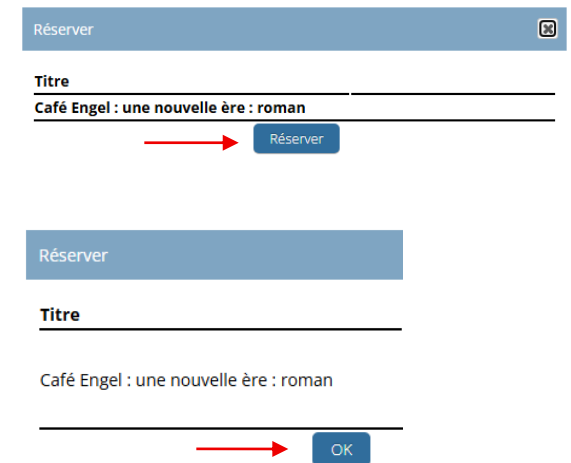 Réserver
Titre
Café Engel : une nouvelle ère : roman
Réserver
Réserver
Titre
Café Engel : une nouvelle ère : roman
OK